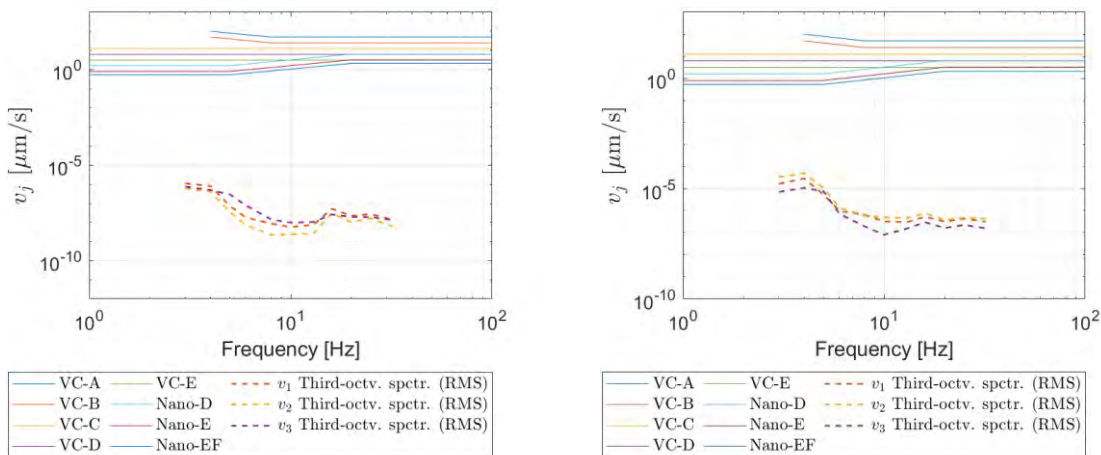 10^0
10^-5
10^-10
v_j [μm/s]
10^0 10^1 10^2
Frequency [Hz]
VC-A VC-E v_1 Third-octv. spctr. (RMS)
VC-B Nano-D v_2 Third-octv. spctr. (RMS)
VC-C Nano-E v_3 Third-octv. spctr. (RMS)
VC-D Nano-EF
10^0
10^-5
10^-10
v_j [μm/s]
10^0 10^1 10^2
Frequency [Hz]
VC-A VC-E v_1 Third-octv. spctr. (RMS)
VC-B Nano-D v_2 Third-octv. spctr. (RMS)
VC-C Nano-E v_3 Third-octv. spctr. (RMS)
VC-D Nano-EF